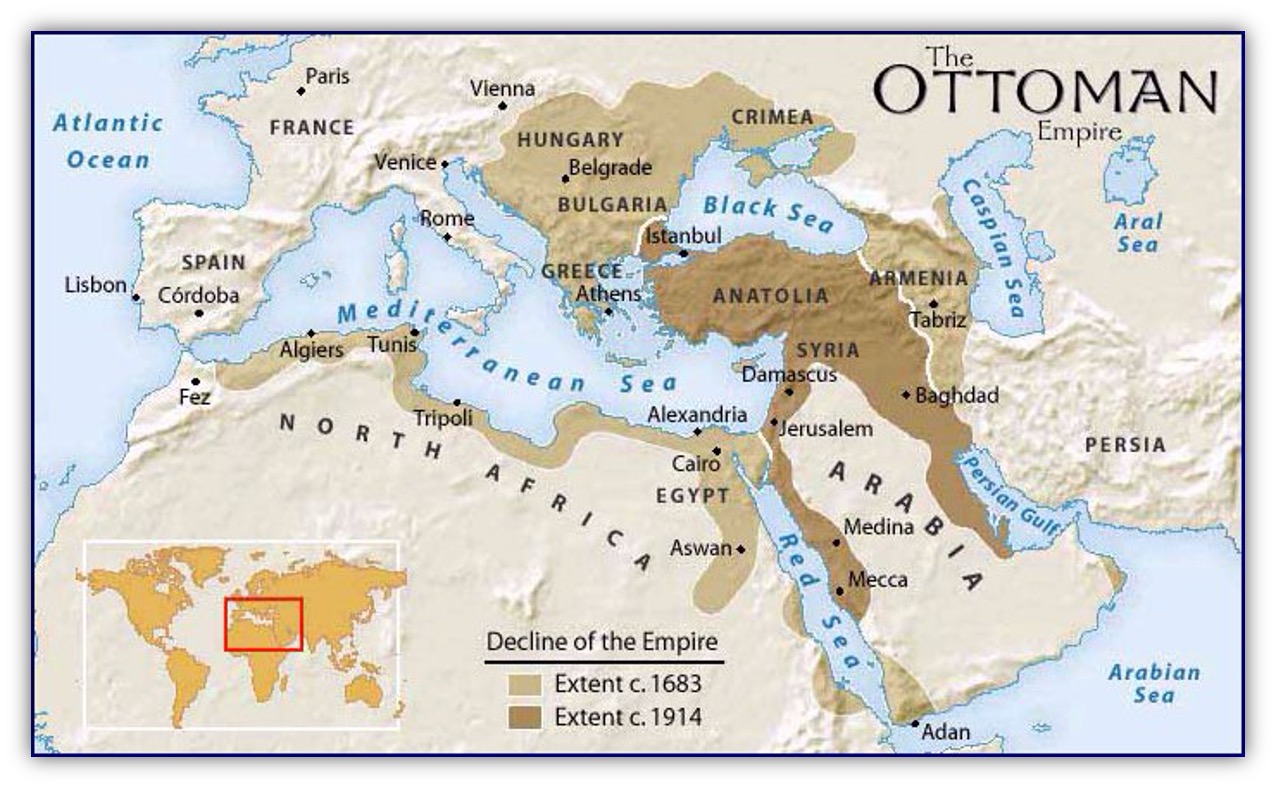 The
OTTOMAN
Empire
Paris
Vienna
Atlantic
Ocean
FRANCE
CRIMEA
HUNGARY
Venice
Belgrade
Caspian Sea
BULGARIA
Black Sea
Aral
Sea
Rome
Istanbul
SPAIN
GREECE
ARMENIA
Lisbon
Córdoba
Athens
ANATOLIA
Mediterranean Sea
Tabriz
Algiers
Tunis
SYRIA
Damascus
Fez
Baghdad
Tripoli
Alexandria
Jerusalem
NORTH AFRICA
PERSIA
Cairo
ARABIA
Persian Gulf
EGYPT
Medina
Aswan
Red Sea
Mecca
Decline of the Empire
Extent c. 1683
Extent c. 1914
Arabian
Sea
Adan